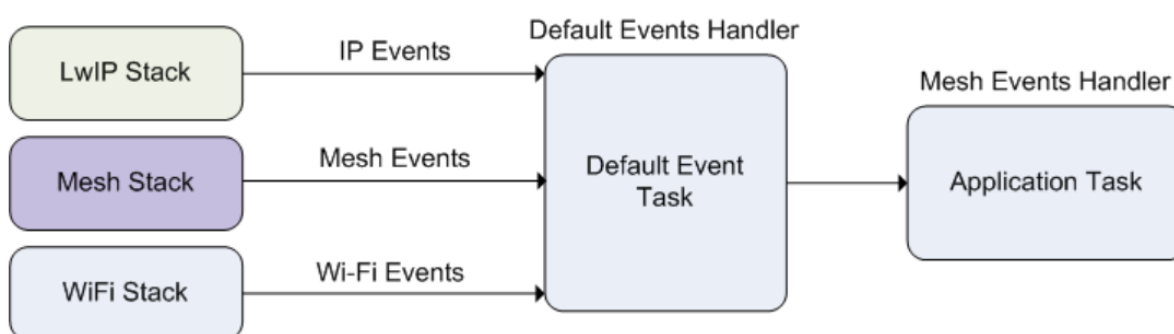 Default Events Handler
IP Events
LwIP Stack
Mesh Events Handler
Mesh Events
Mesh Stack
Default Event
Task
Application Task
Wi-Fi Events
WiFi Stack